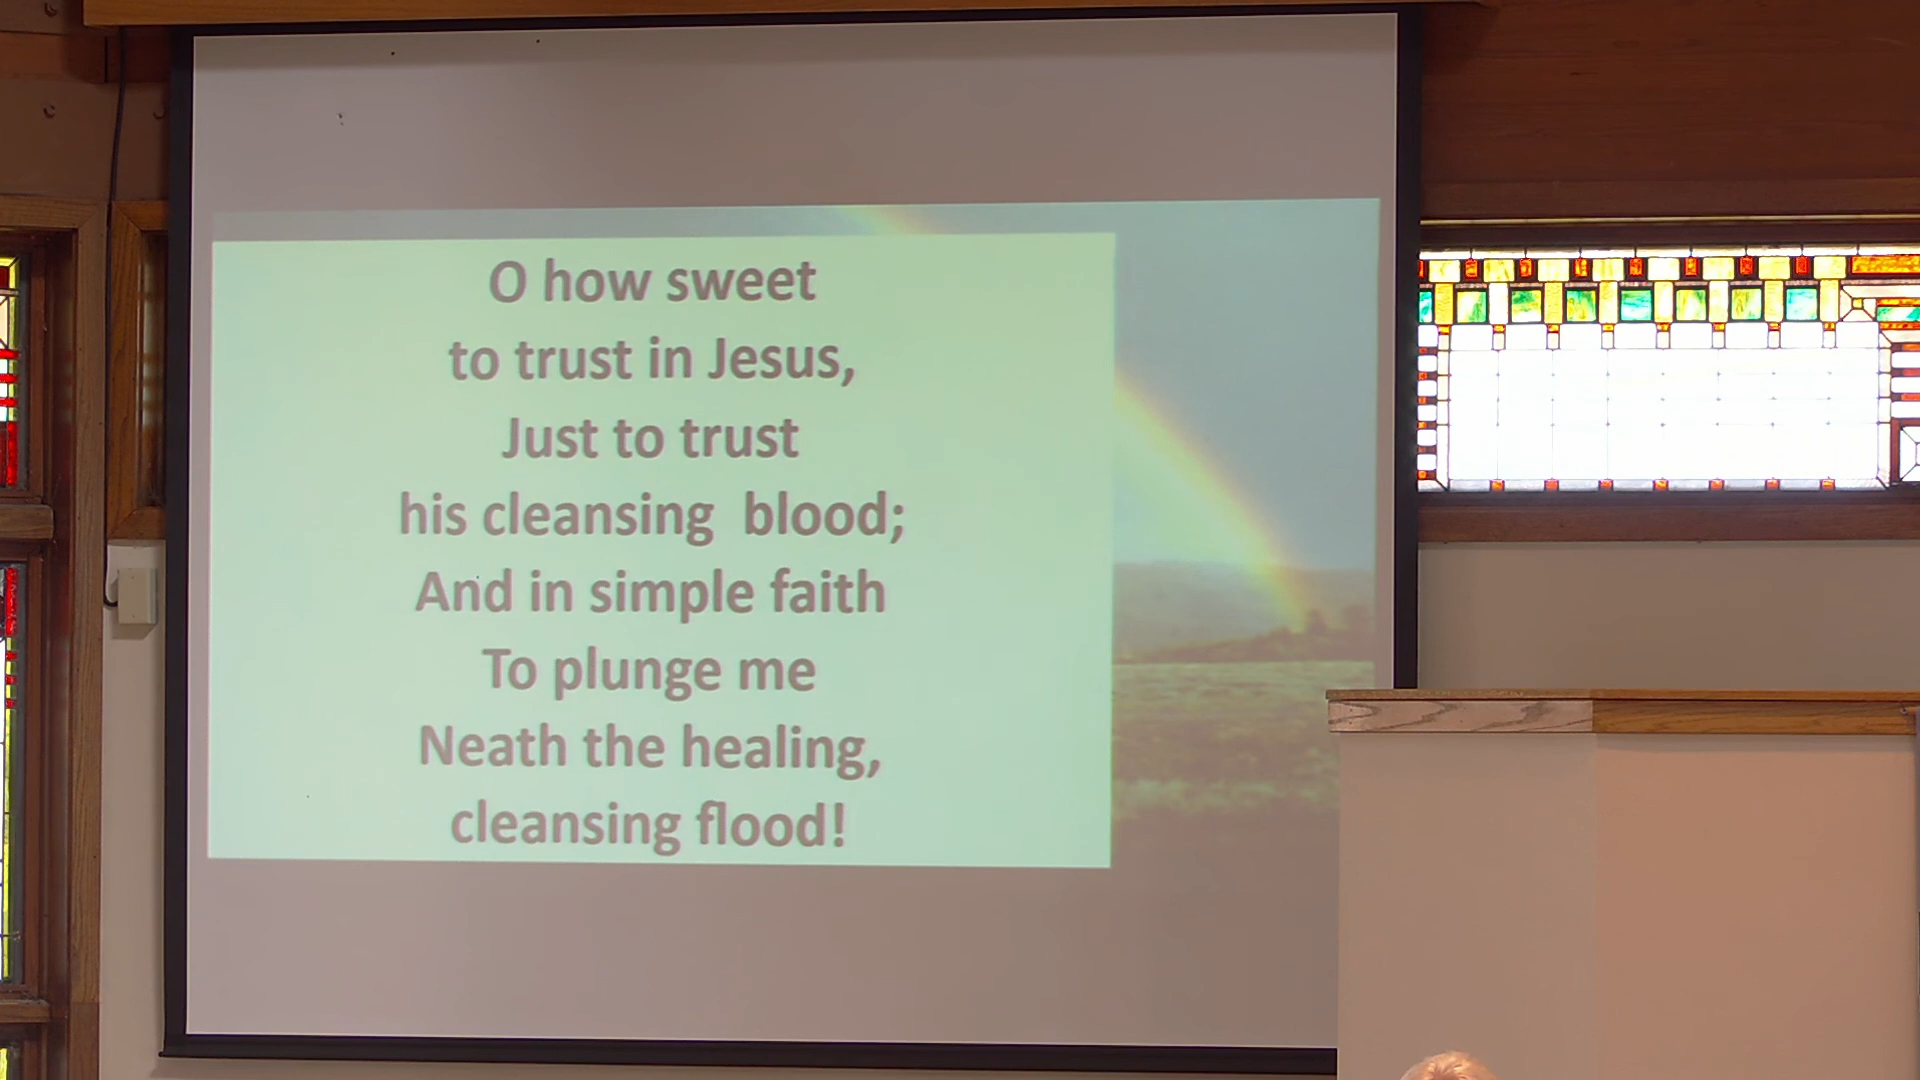 O how sweet
to trust in Jesus,
Just to trust
his cleansing  blood;
And in simple faith
To plunge me
Neath the healing,
cleansing flood!